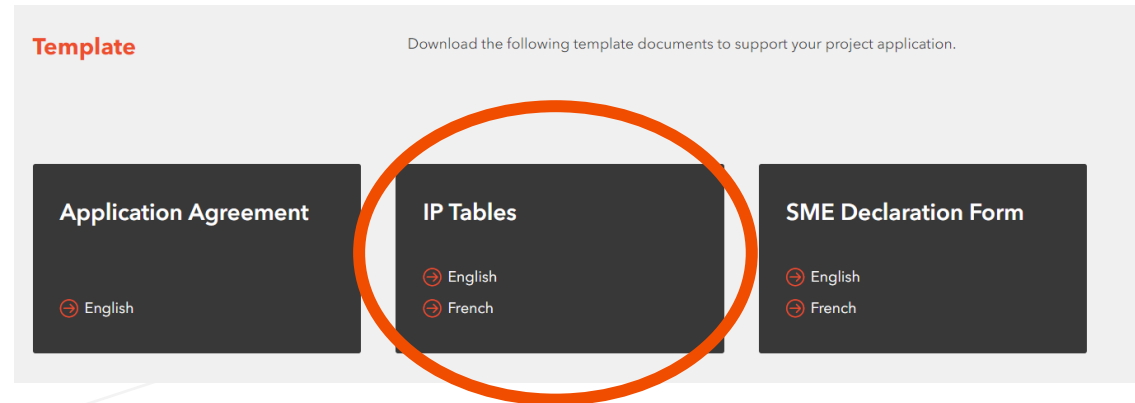 Template
Download the following template documents to support your project application.
Application Agreement
English
IP Tables
English
French
SME Declaration Form
English
French